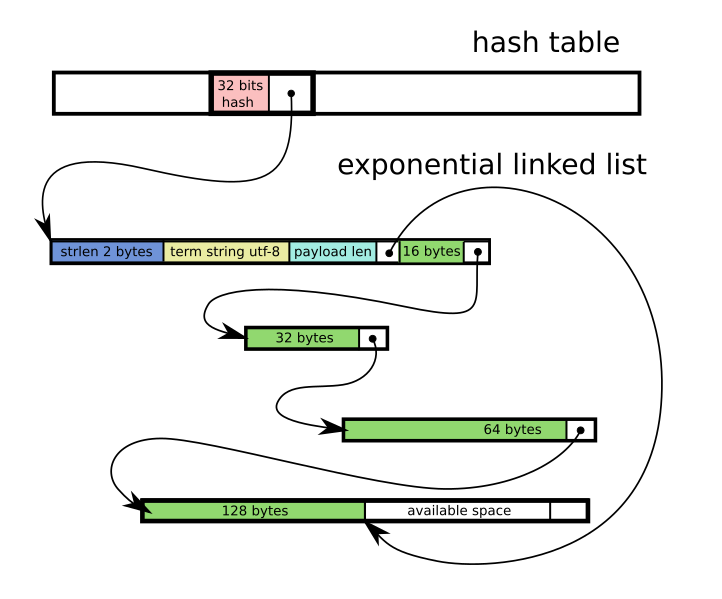 hash table
32 bits
hash
exponential linked list
strlen 2 bytes
term string utf-8
payload len
16 bytes
32 bytes
64 bytes
128 bytes
available space